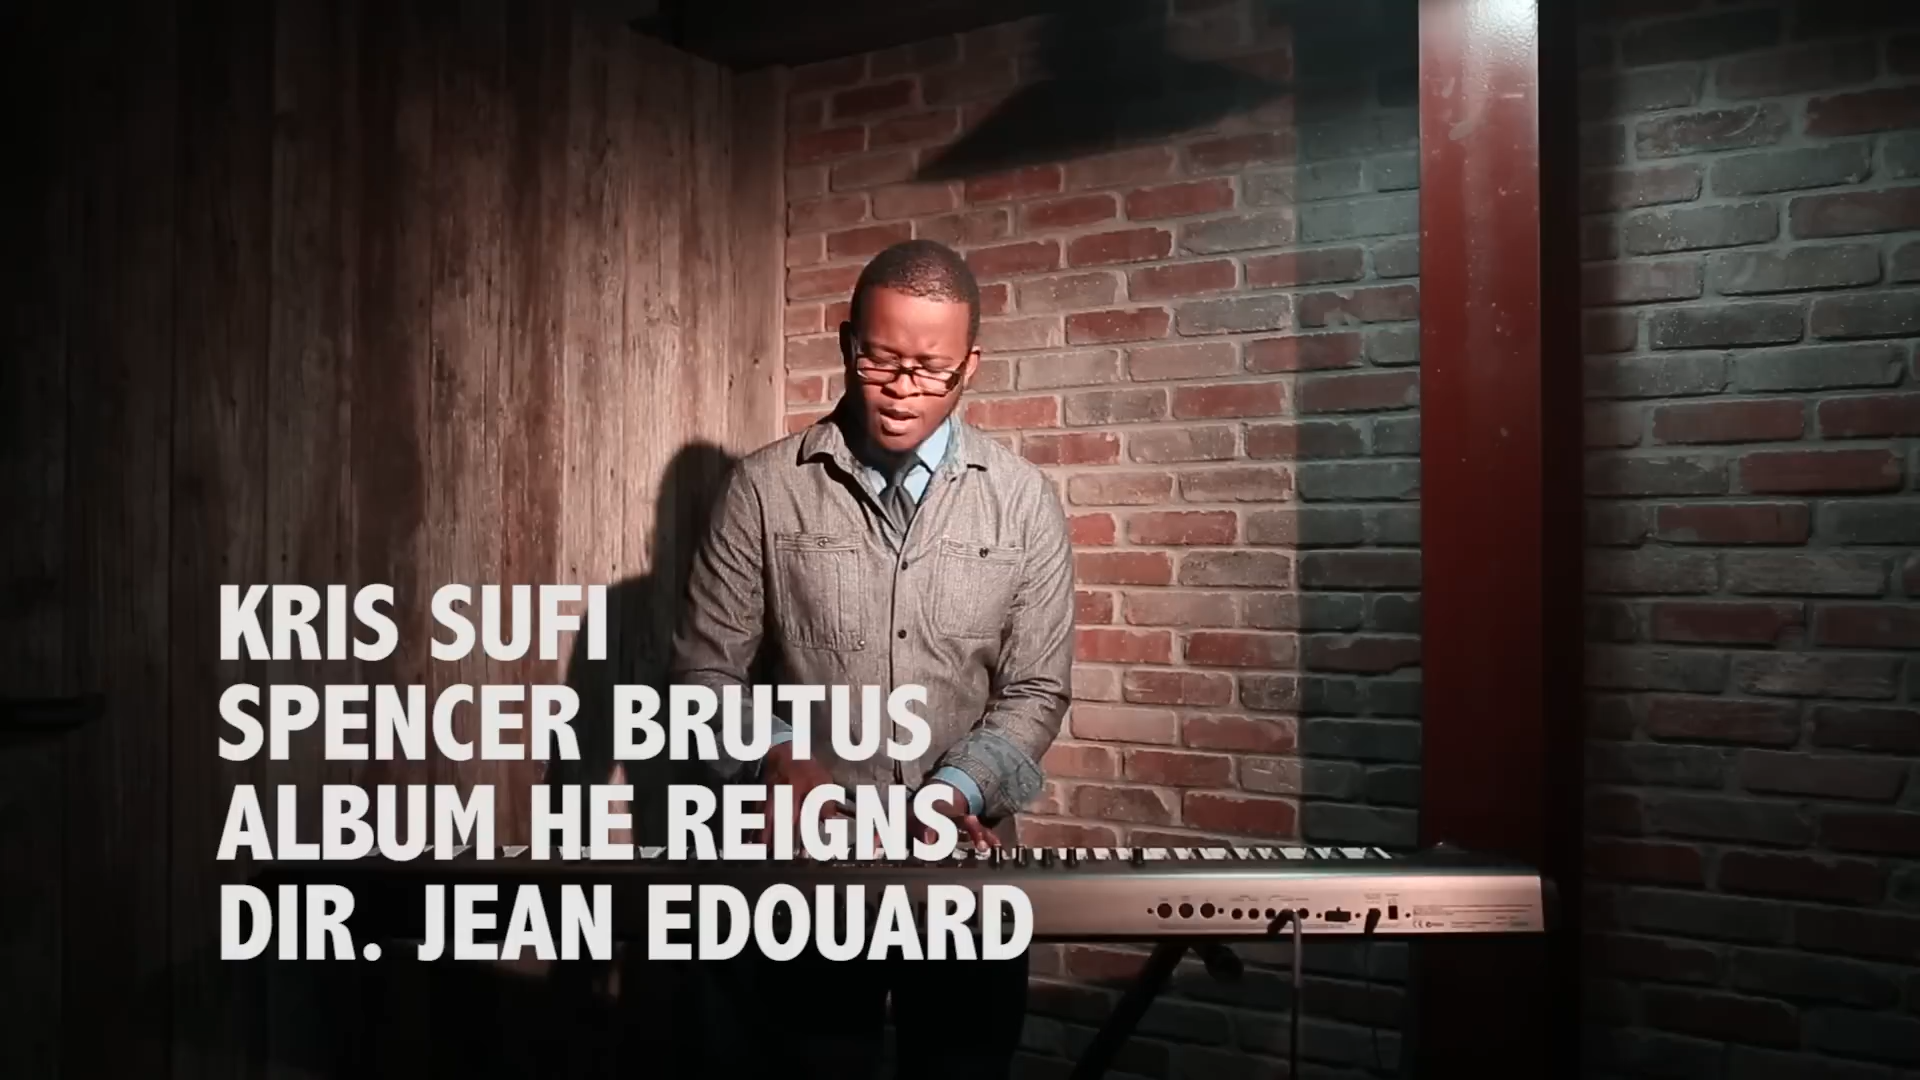 KRIS SUFI
SPENCER BRUTUS
ALBUM HE REIGNS
DIR. JEAN EDOUARD